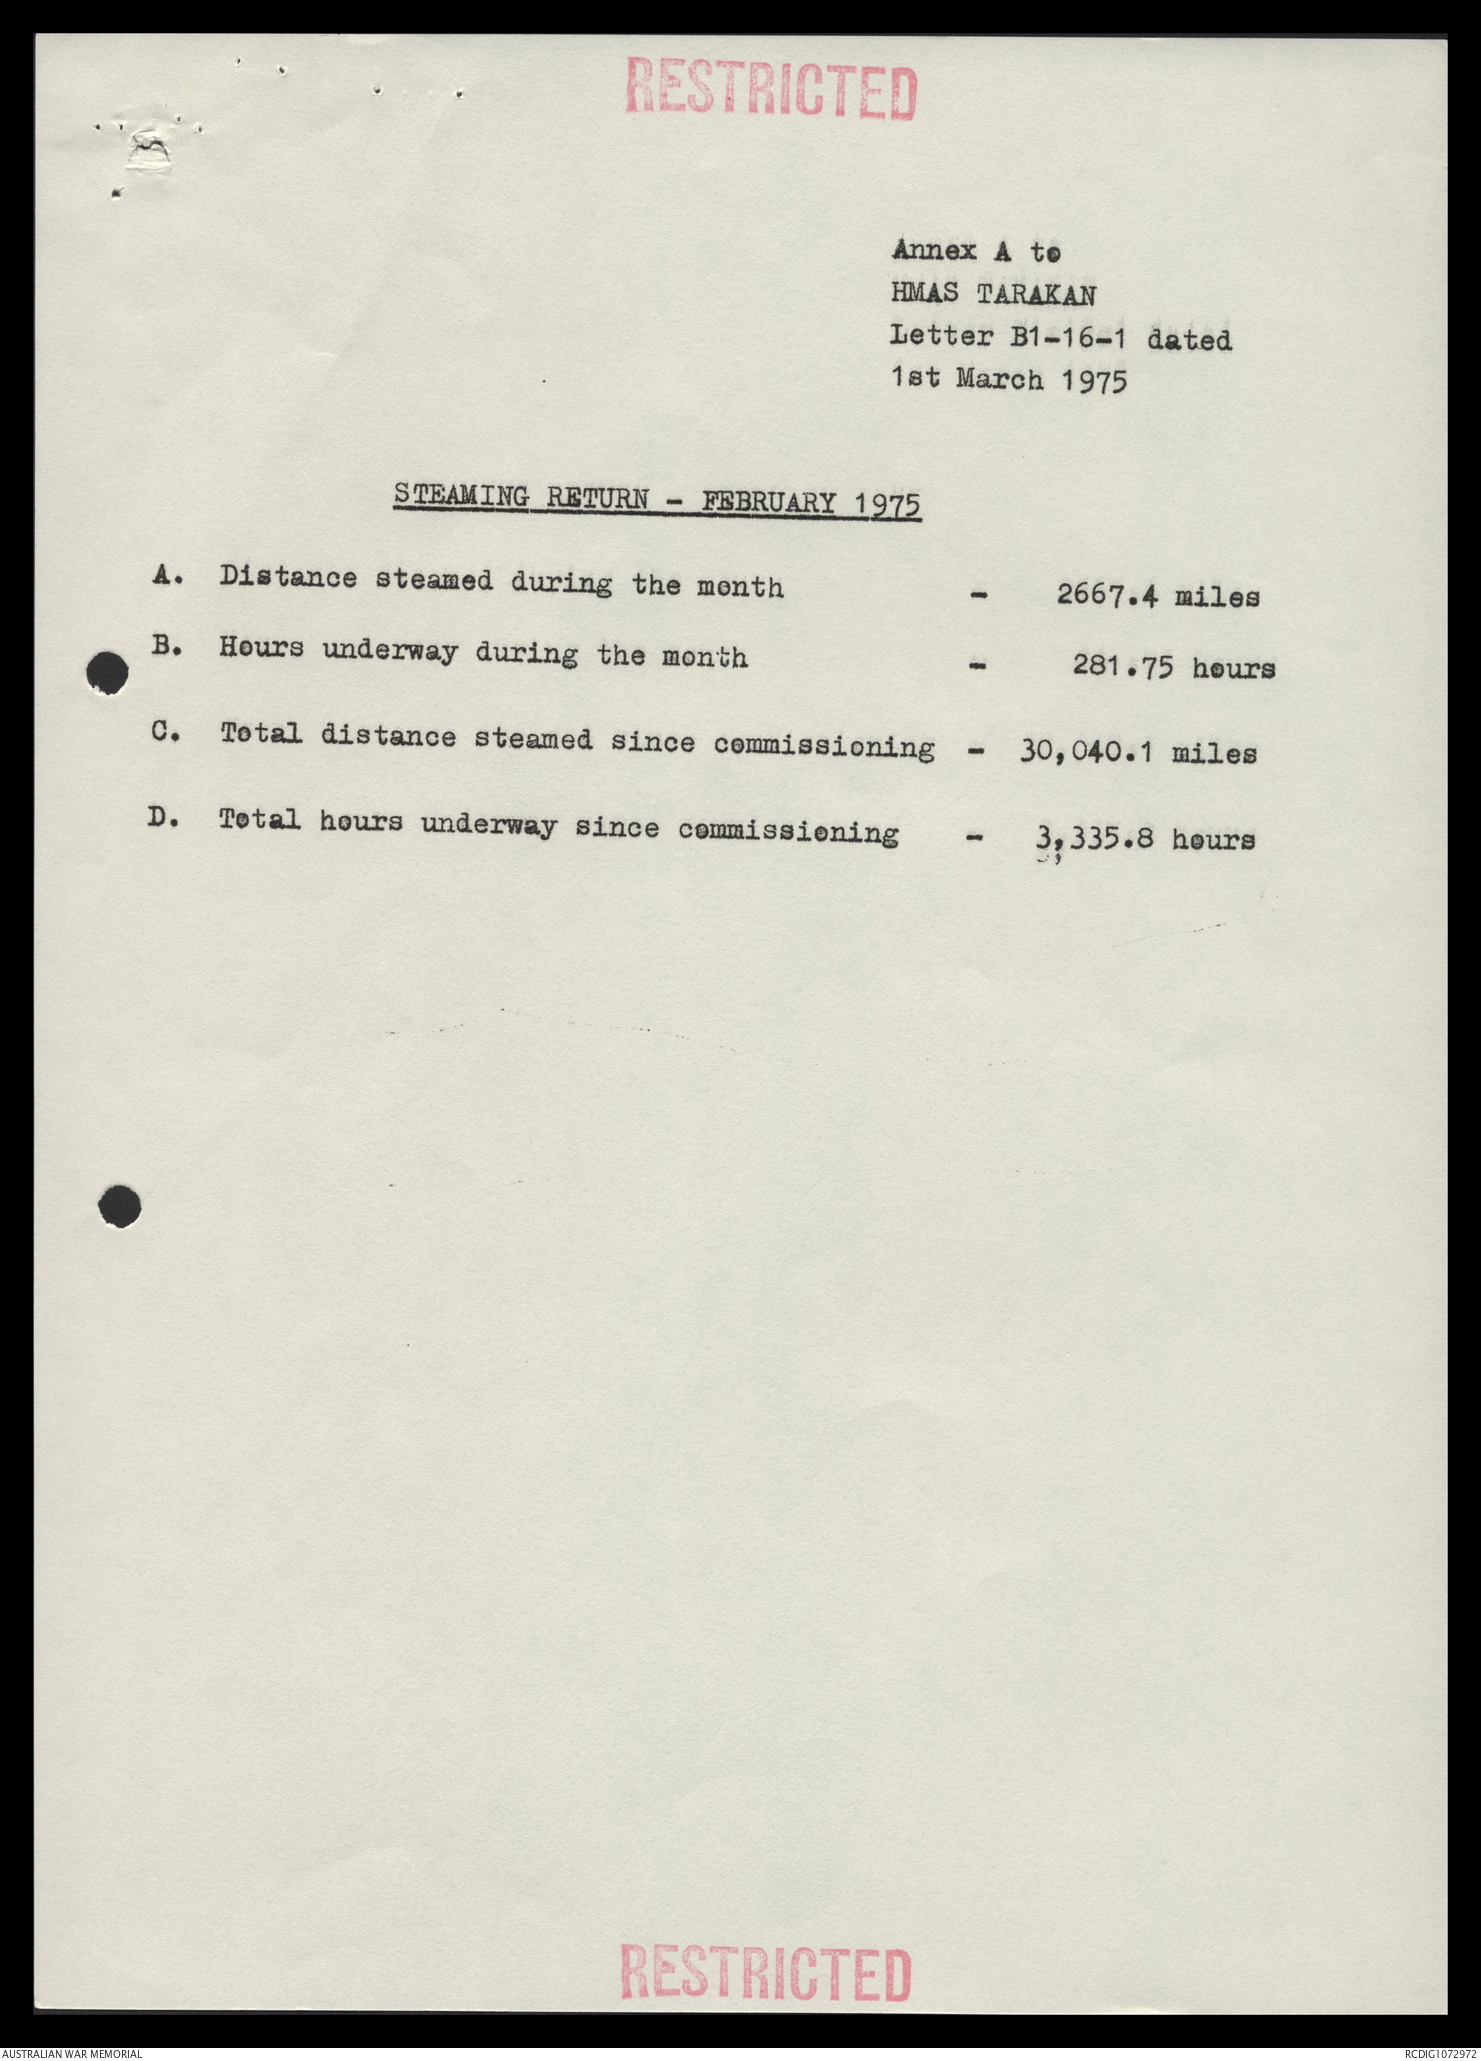 RESTRICTED
Annex A to
HMAS TARAKAN
Letter B1-16-1 dated
1st March 1975
STEAMING RETURN - FEBRUARY 1975
A. Distance steamed during the month - 2667.4 miles
B. Hours underway during the month - 281.75 hours
C. Total distance steamed since commissioning - 30,040.1 miles
D. Total hours underway since commissioning - 3,335.8 hours
RESTRICTED
AUSTRALIAN WAR MEMORIAL RCDIG1072972